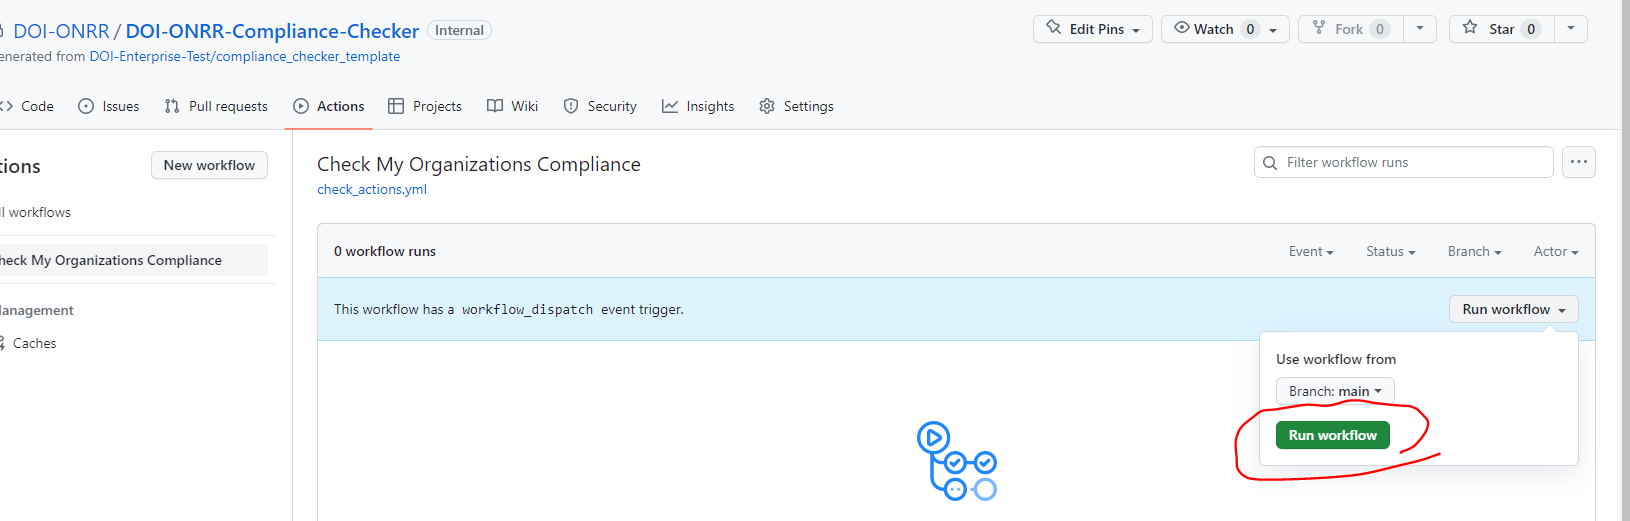 DOI-ONRR / DOI-ONRR-Compliance-Checker Internal
enerated from DOI-Enterprise-Test/compliance_checker_template
Edit Pins
Watch 0
Fork 0
Star 0
Code
Issues
Pull requests
Actions
Projects
Wiki
Security
Insights
Settings
tions
New workflow
ll workflows
heck My Organizations Compliance
lanagement
Caches
Check My Organizations Compliance
check_actions.yml
Filter workflow runs
0 workflow runs
Event
Status
Branch
Actor
This workflow has a workflow_dispatch event trigger.
Run workflow
Use workflow from
Branch: main
Run workflow